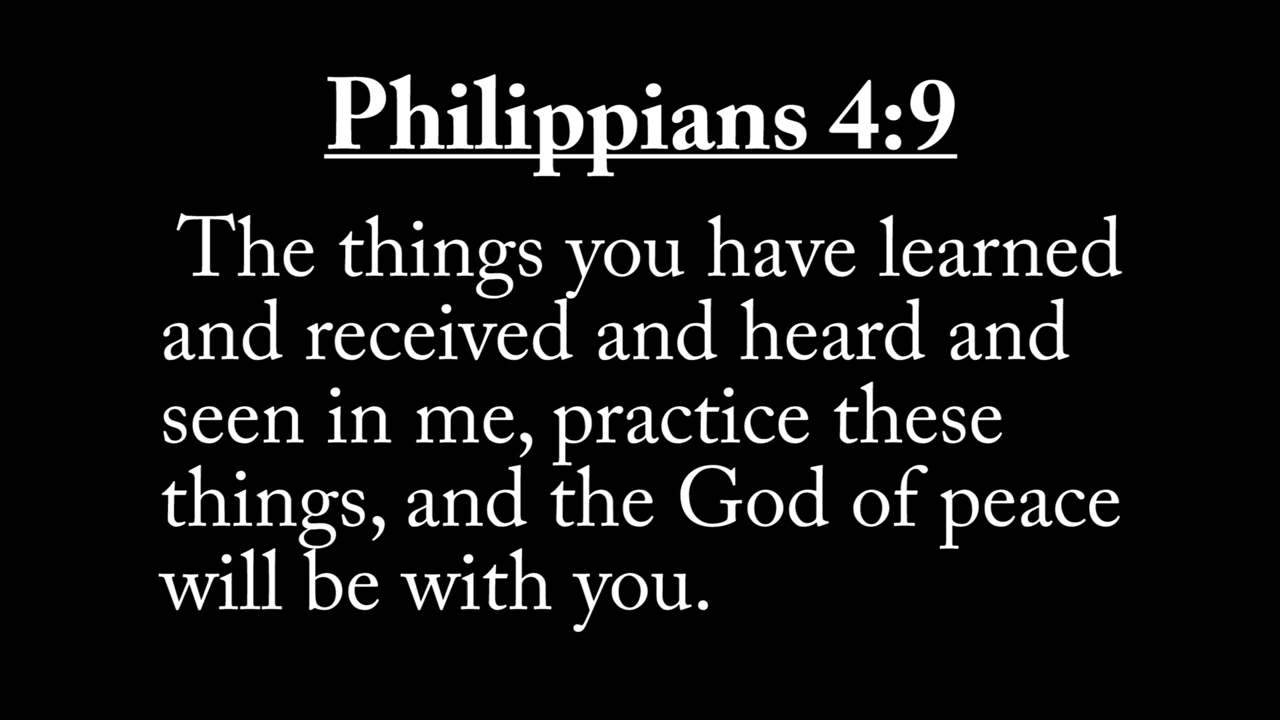 Philippians 4:9
The things you have learned
and received and heard and
seen in me, practice these
things, and the God of peace
will be with you.